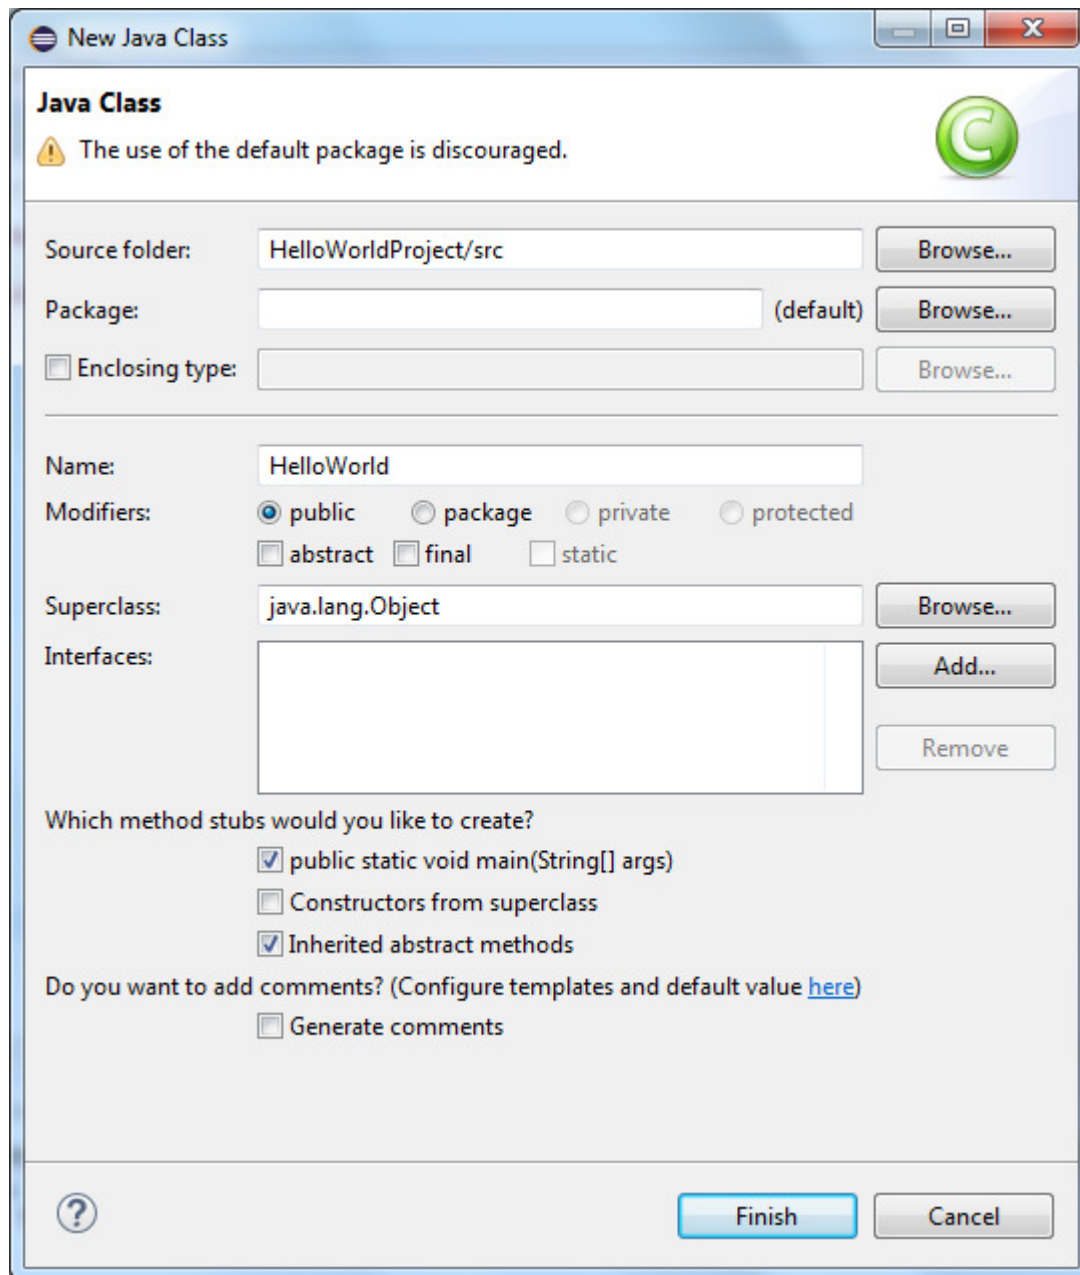 New Java Class
Java Class
The use of the default package is discouraged.
Source folder: HelloWorldProject/src Browse...
Package: (default) Browse...
Enclosing type: Browse...
Name: HelloWorld
Modifiers: public package private protected
abstract final static
Superclass: java.lang.Object Browse...
Interfaces: Add...
Remove
Which method stubs would you like to create?
public static void main(String[] args)
Constructors from superclass
Inherited abstract methods
Do you want to add comments? (Configure templates and default value here)
Generate comments
Finish Cancel